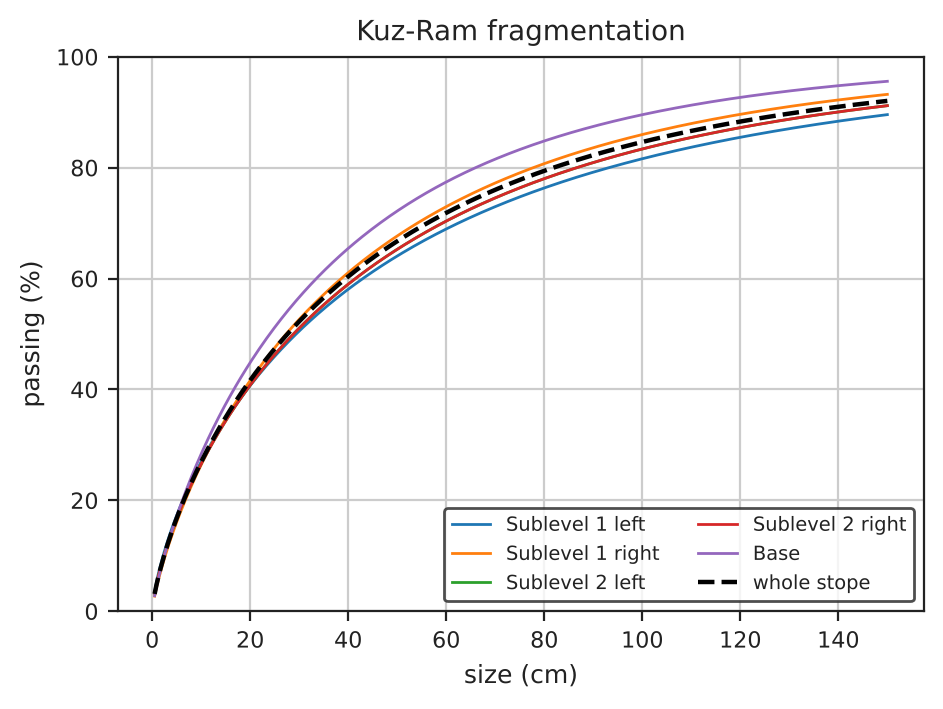 Kuz-Ram fragmentation
passing (%)
100
80
60
40
20
0
0 20 40 60 80 100 120 140
size (cm)
Sublevel 1 left
Sublevel 1 right
Sublevel 2 left
Sublevel 2 right
Base
whole stope